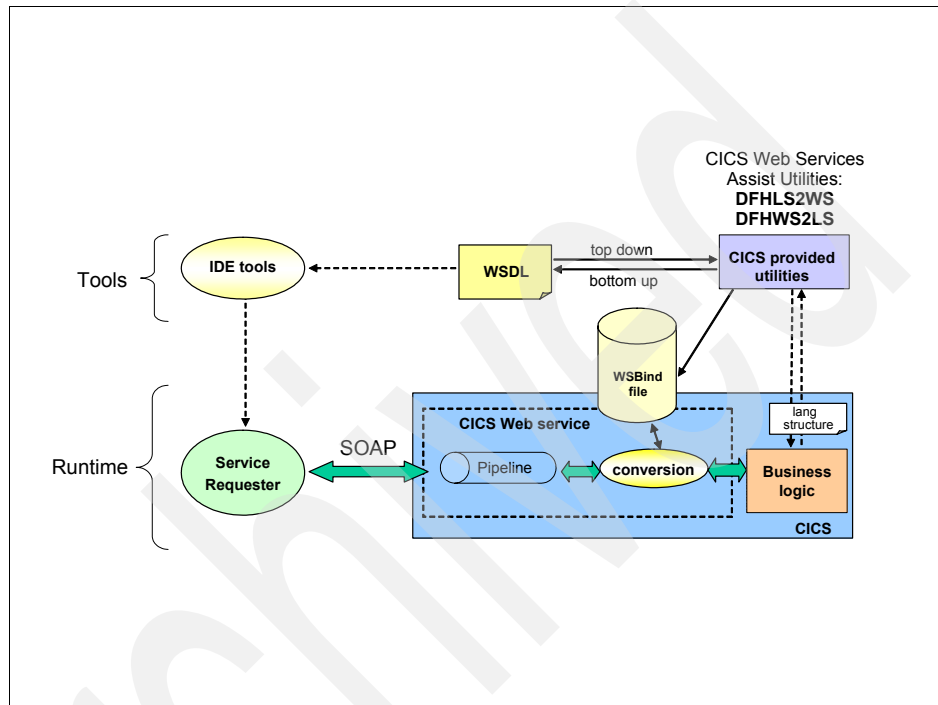 CICS Web Services
Assist Utilities:
DFHLS2WS
DFHWS2LS
Tools
IDE tools
WSDL
top down
bottom up
CICS provided
utilities
WSBind
file
lang
structure
CICS Web service
Runtime
Service
Requester
SOAP
Pipeline
conversion
Business
logic
CICS
chived